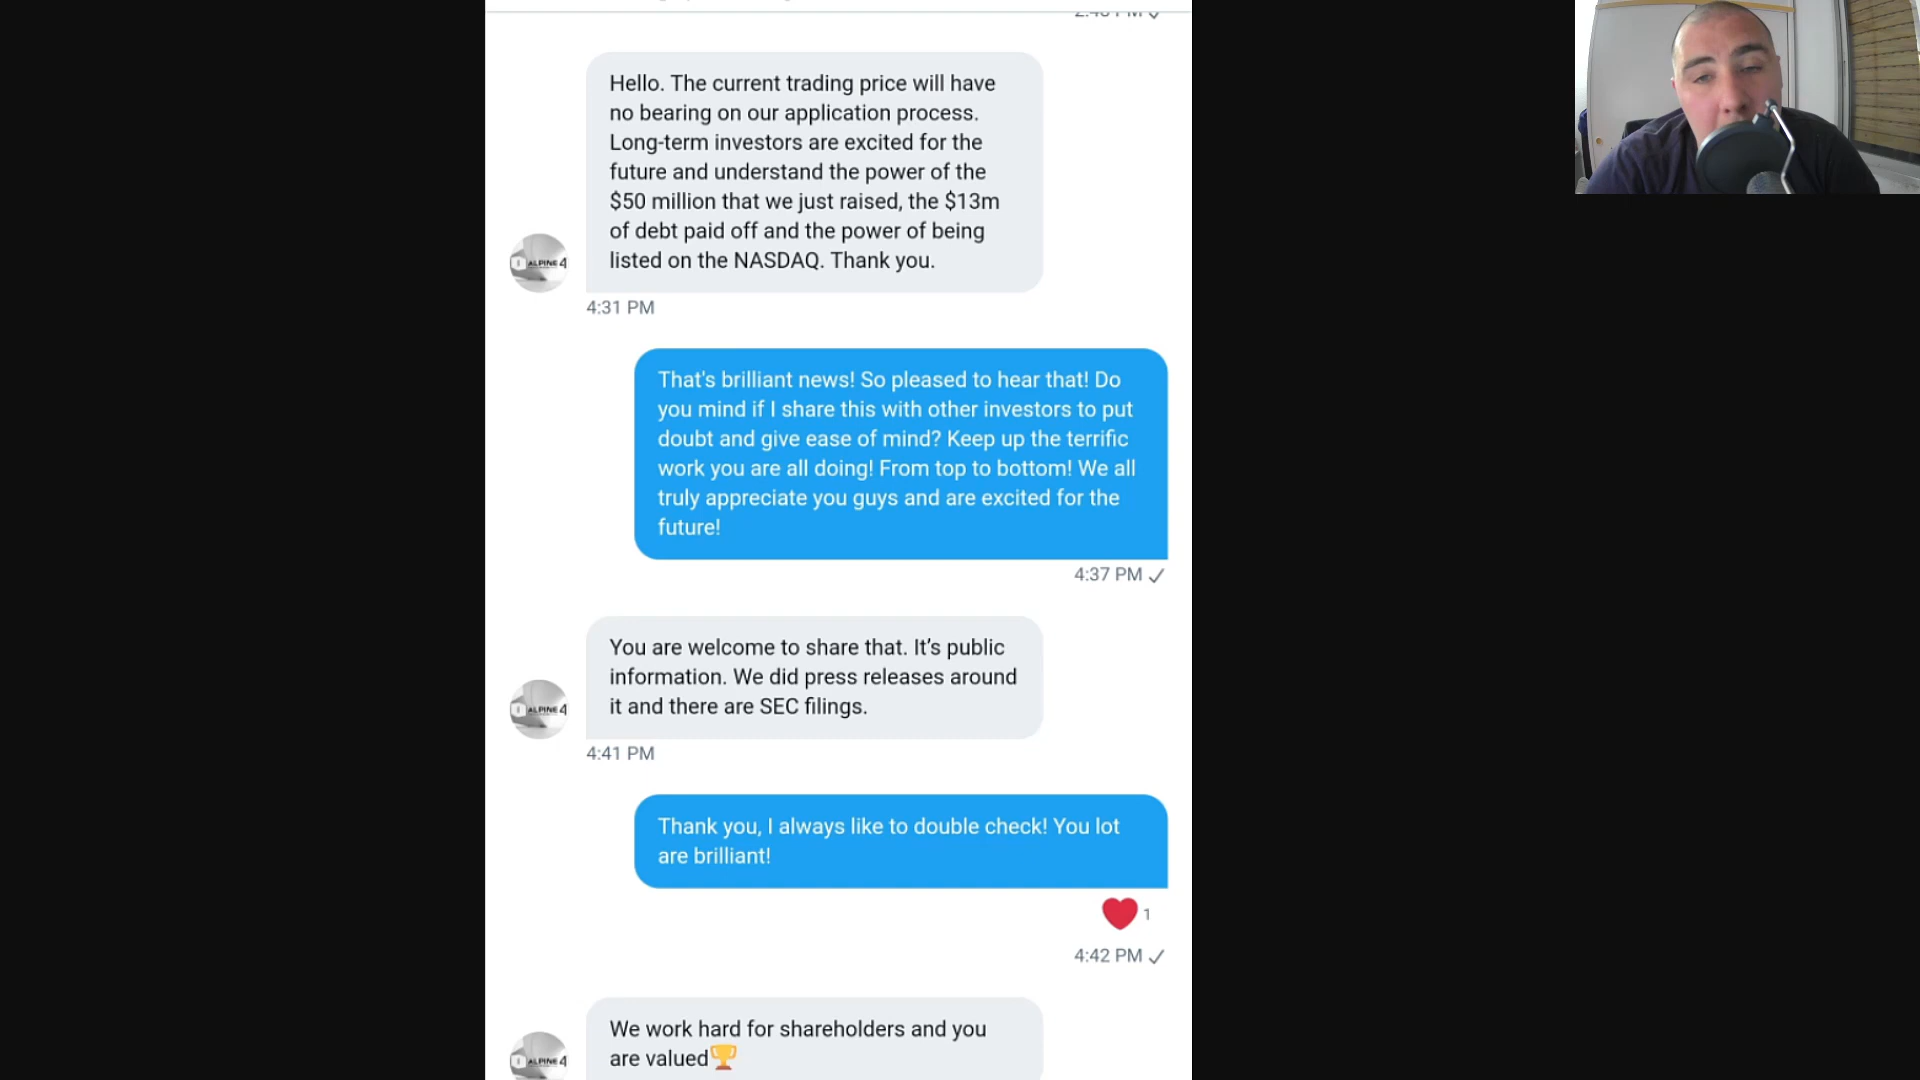 Hello. The current trading price will have
no bearing on our application process.
Long-term investors are excited for the
future and understand the power of the
$50 million that we just raised, the $13m
of debt paid off and the power of being
listed on the NASDAQ. Thank you.
ALPINE 4
4:31 PM
That's brilliant news! So pleased to hear that! Do
you mind if I share this with other investors to put
doubt and give ease of mind? Keep up the terrific
work you are all doing! From top to bottom! We all
truly appreciate you guys and are excited for the
future!
4:37 PM
You are welcome to share that. It’s public
information. We did press releases around
it and there are SEC filings.
ALPINE 4
4:41 PM
Thank you, I always like to double check! You lot
are brilliant!
1
4:42 PM
We work hard for shareholders and you
are valued🏆
ALPINE 4